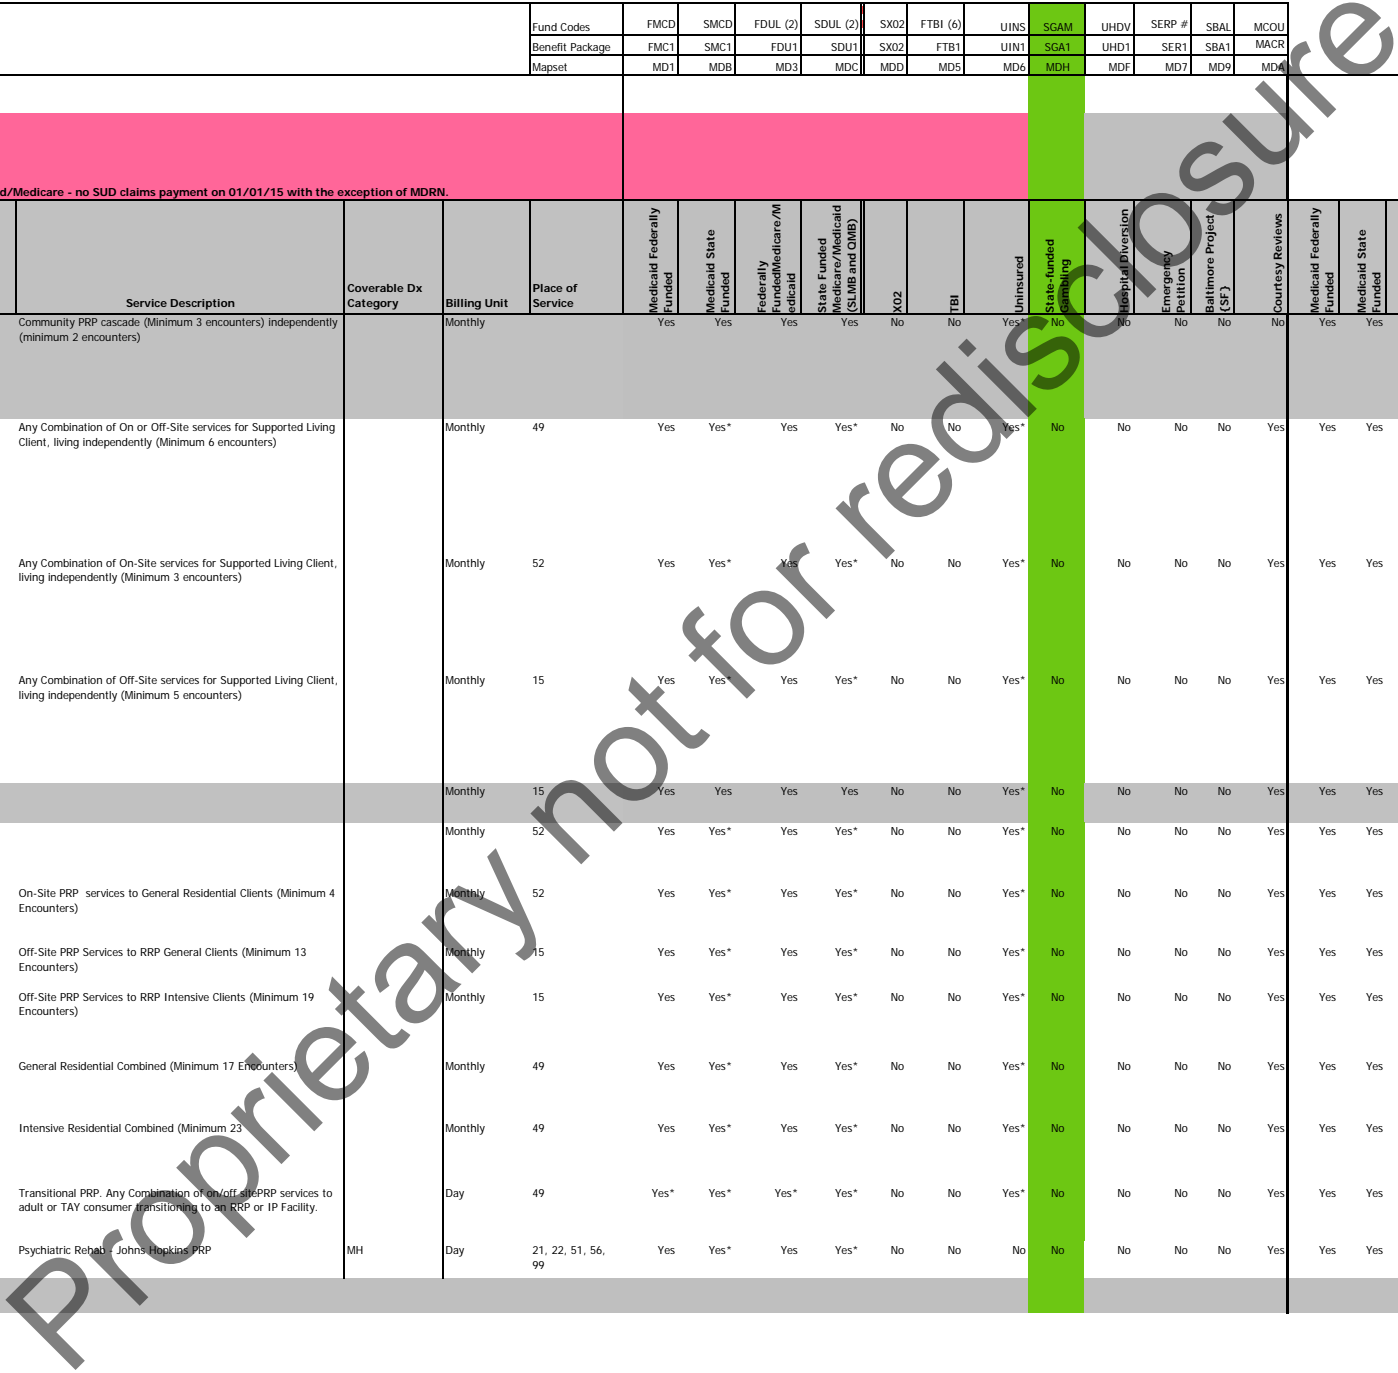 Fund Codes FMCD SMCD FDUL (2) SDUL (2) SX02 FTBI (6) UINS SGAM UHDV SERP # SBAL MCOU
Benefit Package FMC1 SMC1 FDU1 SDU1 SX02 FTB1 UIN1 SGA1 UHD1 SER1 SBA1 MACR
Mapset MD1 MDB MD3 MDC MDD MD5 MD6 MDH MDF MD7 MD9 MDA
d/Medicare - no SUD claims payment on 01/01/15 with the exception of MDRN.
Service Description
Coverable Dx
Category
Billing Unit
Place of
Service
Medicaid Federally
Funded
Medicaid State
Funded
Federally
FundedMedicare/M
edicaid
State Funded
Medicare/Medicaid
(SLMB and QMB)
X02
TBI
Uninsured
State-funded
Gambling
Hospital Diversion
Emergency
Petition
Baltimore Project
{SF}
Courtesy Reviews
Medicaid Federally
Funded
Medicaid State
Funded
Community PRP cascade (Minimum 3 encounters) independently Monthly Yes Yes Yes Yes No No Yes* No No No No No Yes Yes
(minimum 2 encounters)
Any Combination of On or Off-Site services for Supported Living Monthly 49 Yes Yes* Yes Yes* No No Yes* No No No No Yes Yes Yes
Client, living independently (Minimum 6 encounters)
Any Combination of On-Site services for Supported Living Client, Monthly 52 Yes Yes* Yes Yes* No No Yes* No No No No Yes Yes Yes
living independently (Minimum 3 encounters)
Any Combination of Off-Site services for Supported Living Client, Monthly 15 Yes Yes* Yes Yes* No No Yes* No No No No Yes Yes Yes
living independently (Minimum 5 encounters)
Monthly 15 Yes Yes Yes Yes No No Yes* No No No No Yes Yes Yes
Monthly 52 Yes Yes* Yes Yes* No No Yes* No No No No Yes Yes Yes
On-Site PRP services to General Residential Clients (Minimum 4 Monthly 52 Yes Yes* Yes Yes* No No Yes* No No No No Yes Yes Yes
Encounters)
Off-Site PRP Services to RRP General Clients (Minimum 13 Monthly 15 Yes Yes* Yes Yes* No No Yes* No No No No Yes Yes Yes
Encounters)
Off-Site PRP Services to RRP Intensive Clients (Minimum 19 Monthly 15 Yes Yes* Yes Yes* No No Yes* No No No No Yes Yes Yes
Encounters)
General Residential Combined (Minimum 17 Encounters) Monthly 49 Yes Yes* Yes Yes* No No Yes* No No No No Yes Yes Yes
Intensive Residential Combined (Minimum 23 Monthly 49 Yes Yes* Yes Yes* No No Yes* No No No No Yes Yes Yes
Transitional PRP. Any Combination of on/off sitePRP services to Day 49 Yes* Yes* Yes* Yes* No No Yes* No No No No Yes Yes Yes
adult or TAY consumer transitioning to an RRP or IP Facility.
Psychiatric Rehab - Johns Hopkins PRP MH Day 21, 22, 51, 56, Yes Yes* Yes Yes* No No No No No No No Yes Yes Yes
99
Proprietary not for redisclosure